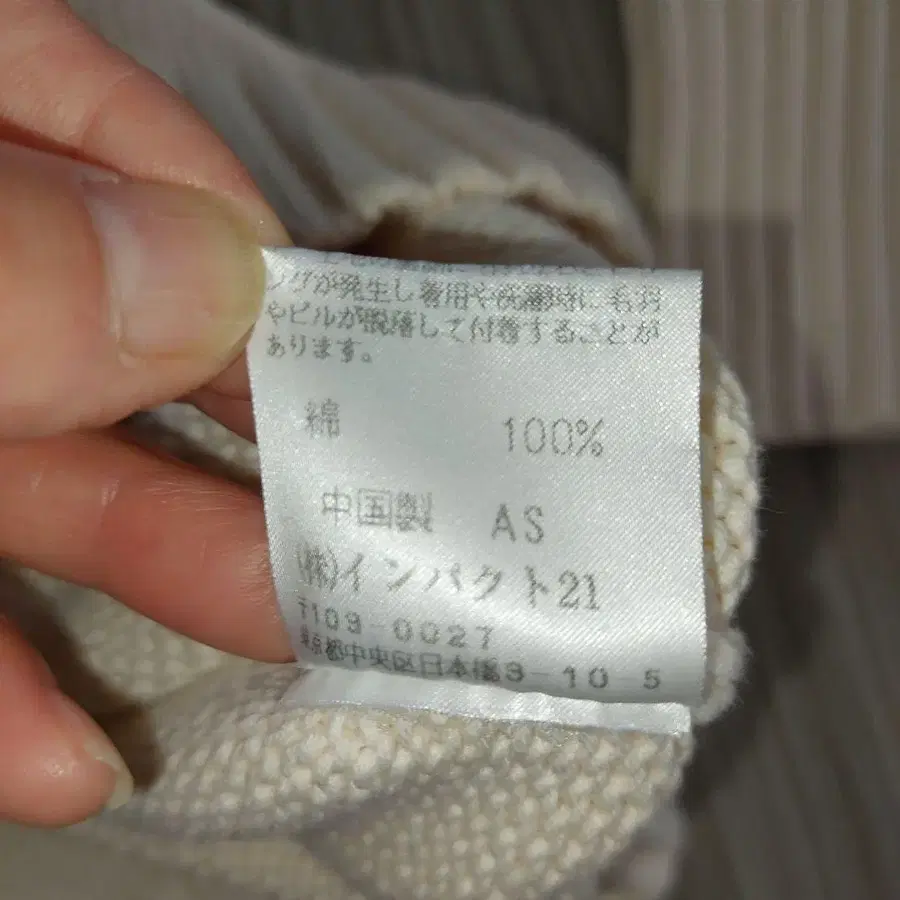 ングが発生し着用や洗濯時に毛羽
やピルが脱落して付着することが
あります。
綿 100%
中国製 AS
(株)インパクト21
〒103-0027
東京都中央区日本橋3-10-5